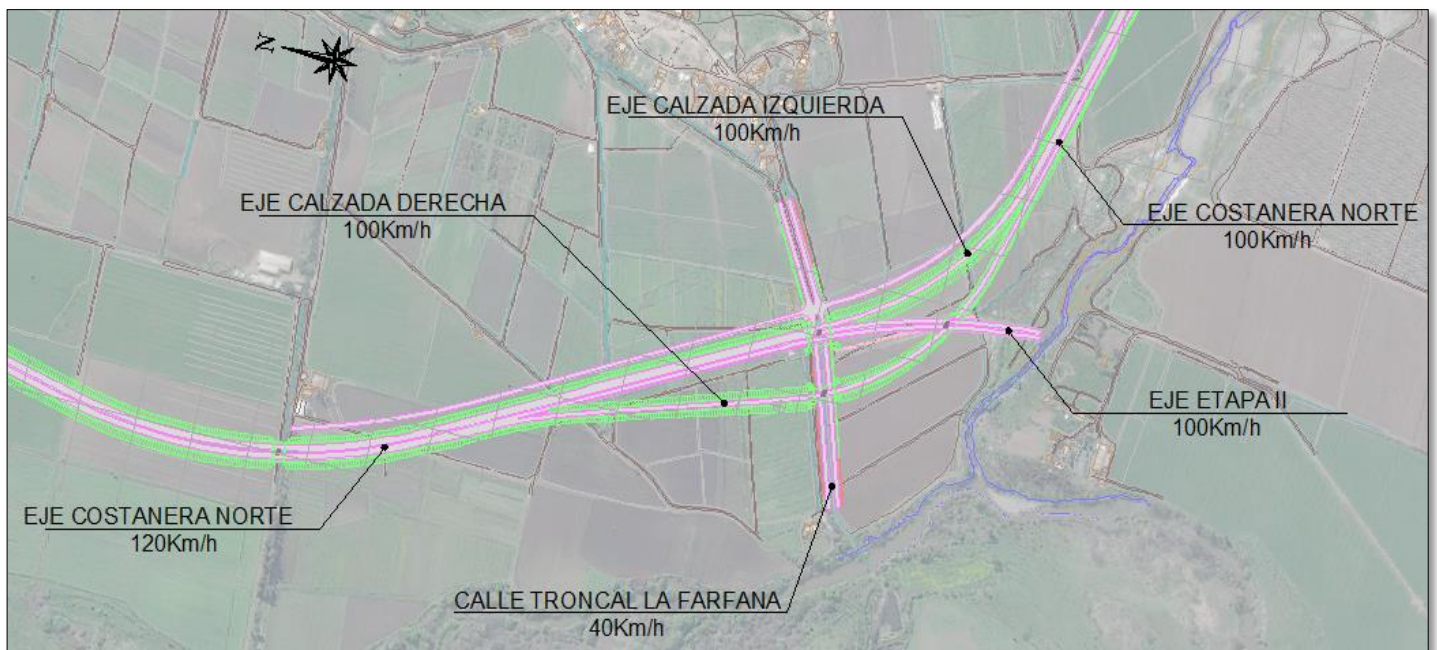 N
EJE CALZADA IZQUIERDA
100Km/h
EJE CALZADA DERECHA
100Km/h
EJE COSTANERA NORTE
100Km/h
EJE ETAPA II
100Km/h
EJE COSTANERA NORTE
120Km/h
CALLE TRONCAL LA FARFANA
40Km/h